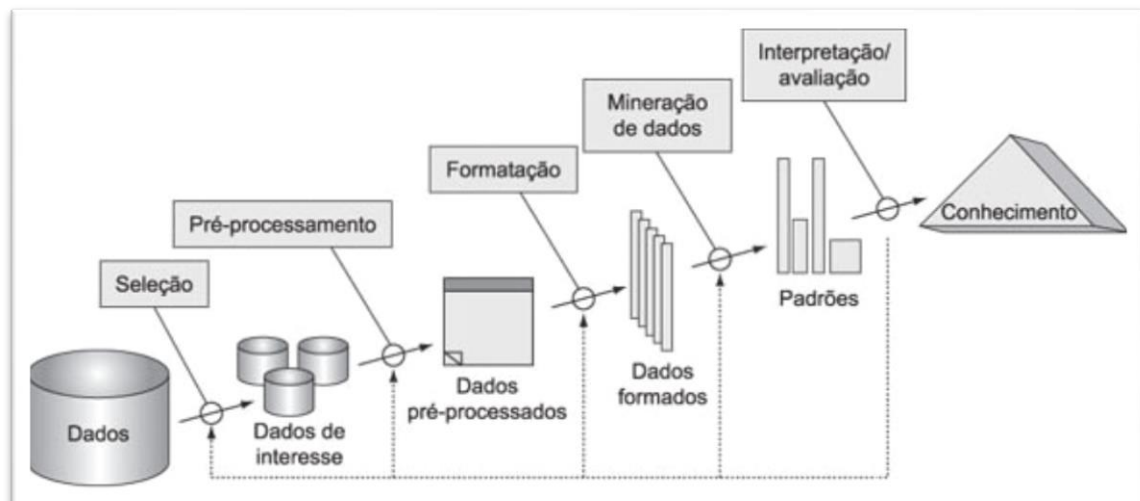 Interpretação/
avaliação
Mineração
de dados
Formatação
Pré-processamento
Seleção
Conhecimento
Padrões
Dados
formados
Dados
pré-processados
Dados de
interesse
Dados